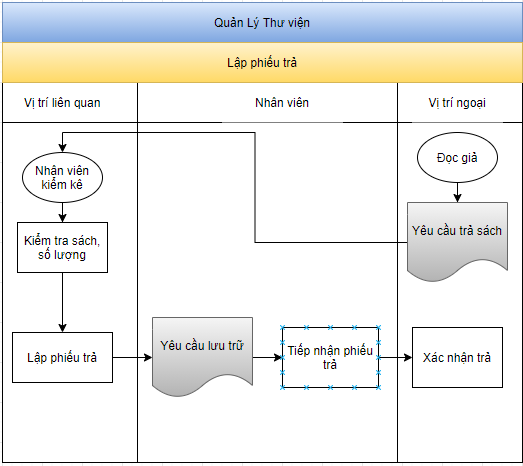 Quản Lý Thư viện
Lập phiếu trả
Vị trí liên quan
Nhân viên
Vị trí ngoại
Nhân viên
kiểm kê
Đọc giả
Kiểm tra sách,
số lượng
Yêu cầu trả sách
Lập phiếu trả
Yêu cầu lưu trữ
Tiếp nhận phiếu
trả
Xác nhận trả